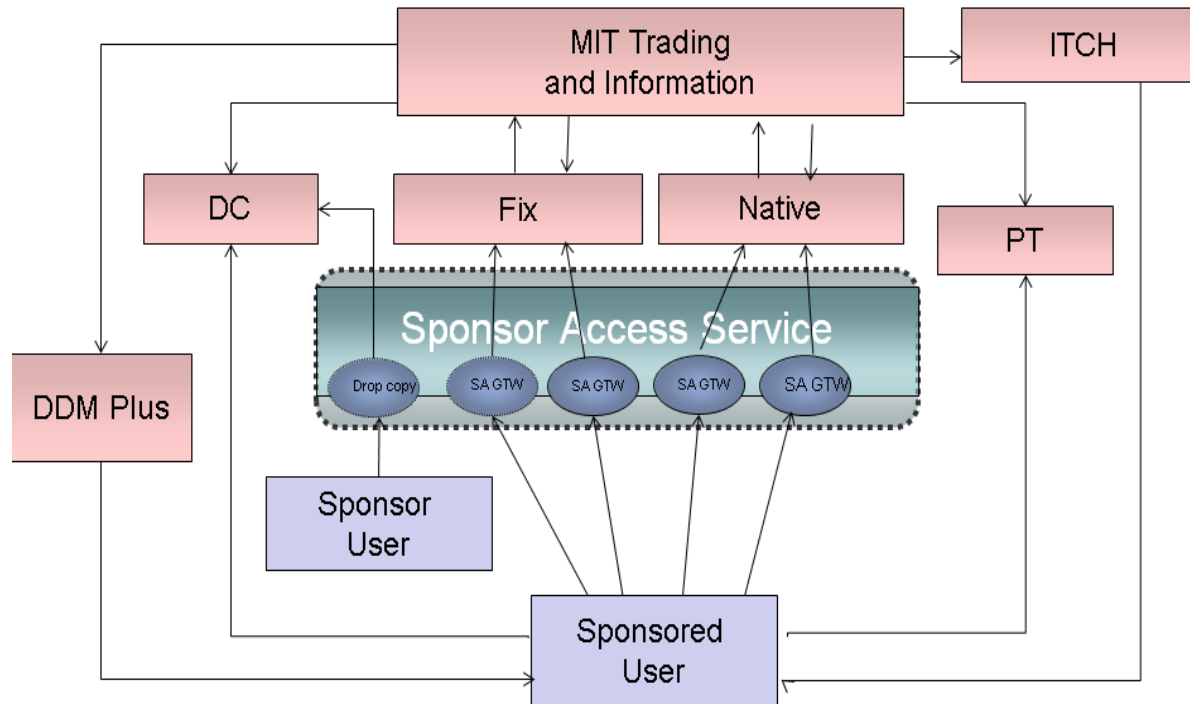 MIT Trading
and Information
ITCH
DC
Fix
Native
PT
Sponsor Access Service
Drop copy
SA GTW
SA GTW
SA GTW
SA GTW
DDM Plus
Sponsor
User
Sponsored
User